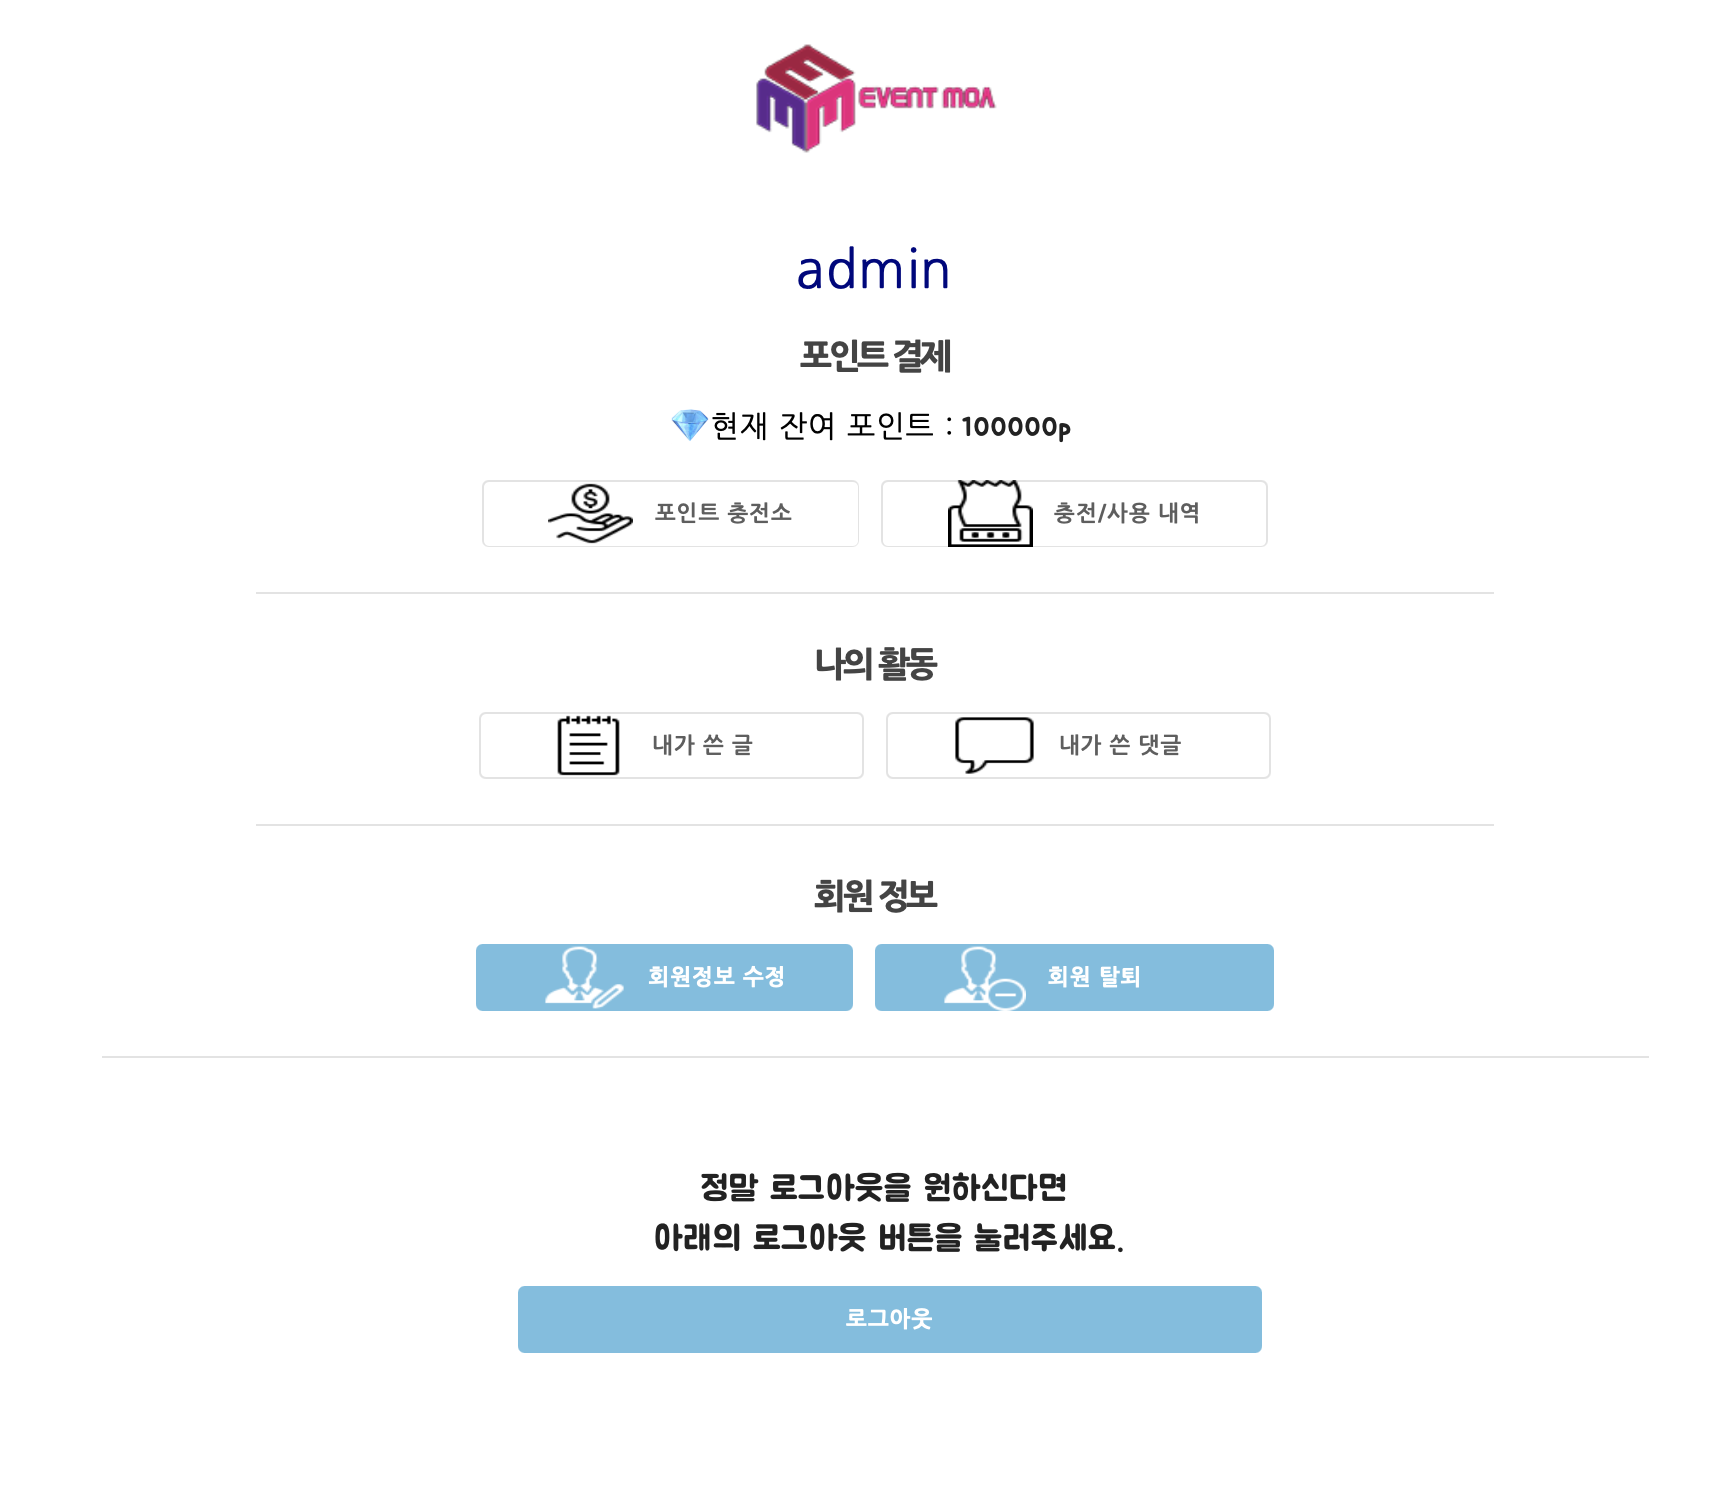 EVENT MOA
admin
포인트 결제
현재 잔여 포인트 : 100000p
포인트 충전소
충전/사용 내역
나의 활동
내가 쓴 글
내가 쓴 댓글
회원 정보
회원정보 수정
회원 탈퇴
정말 로그아웃을 원하신다면
아래의 로그아웃 버튼을 눌러주세요.
로그아웃